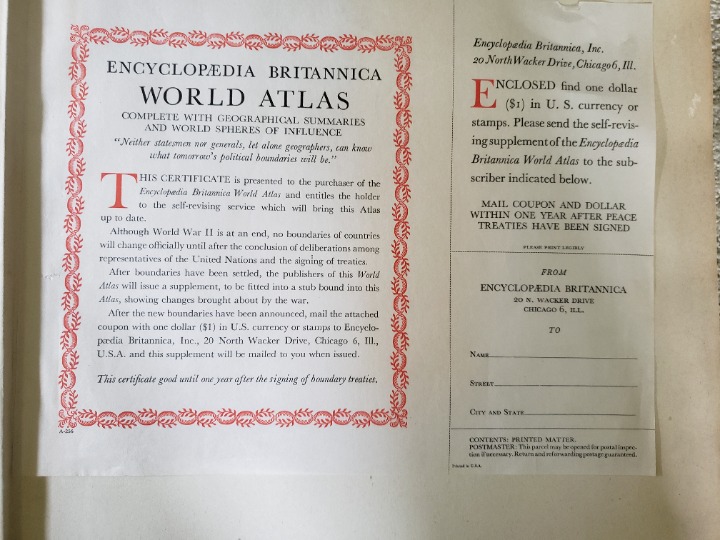 ENCYCLOPÆDIA BRITANNICA
WORLD ATLAS
COMPLETE WITH GEOGRAPHICAL SUMMARIES
AND WORLD SPHERES OF INFLUENCE
"Neither statesmen nor generals, let alone geographers, can know
what tomorrow's political boundaries will be."
THIS CERTIFICATE is presented to the purchaser of the
Encyclopædia Britannica World Atlas and entitles the holder
to the self-revising service which will bring this Atlas
up to date.
Although World War II is at an end, no boundaries of countries
will change officially until after the conclusion of deliberations among
representatives of the United Nations and the signing of treaties.
After boundaries have been settled, the publishers of this World
Atlas will issue a supplement, to be fitted into a stub bound into this
Atlas, showing changes brought about by the war.
After the new boundaries have been announced, mail the attached
coupon with one dollar ($1) in U.S. currency or stamps to Encyclo-
pædia Britannica, Inc., 20 North Wacker Drive, Chicago 6, Ill.,
U.S.A. and this supplement will be mailed to you when issued.
This certificate good until one year after the signing of boundary treaties.
A-256
Encyclopædia Britannica, Inc.
20 North Wacker Drive, Chicago 6, Ill.
ENCLOSED find one dollar
($1) in U. S. currency or
stamps. Please send the self-revis-
ing supplement of the Encyclopædia
Britannica World Atlas to the sub-
scriber indicated below.
MAIL COUPON AND DOLLAR
WITHIN ONE YEAR AFTER PEACE
TREATIES HAVE BEEN SIGNED
PLEASE PRINT LEGIBLY
FROM
ENCYCLOPÆDIA BRITANNICA
20 N. WACKER DRIVE
CHICAGO 6, ILL.
TO
NAME
STREET
CITY AND STATE
CONTENTS: PRINTED MATTER.
POSTMASTER: This parcel may be opened for postal inspec-
tion if necessary. Return and reforwarding postage guaranteed.
Printed in U.S.A.